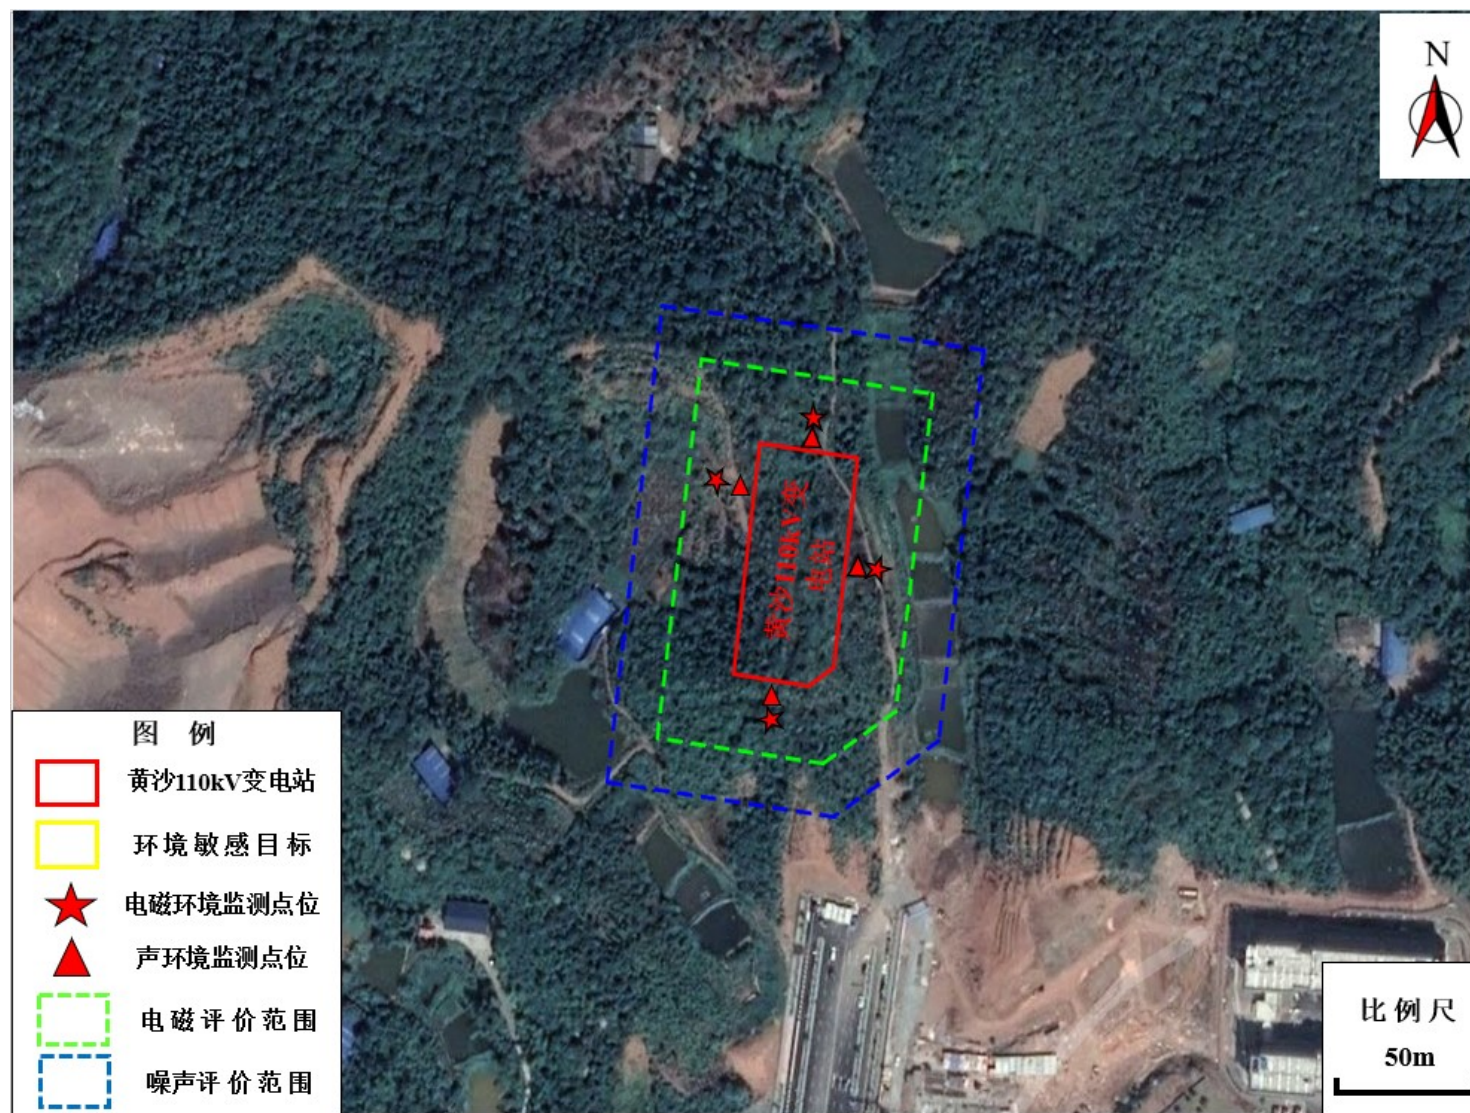 N
黄沙110kV变
电站
图 例
黄沙110kV变电站
环境敏感目标
电磁环境监测点位
声环境监测点位
电磁评价范围
噪声评价范围
比例尺
50m